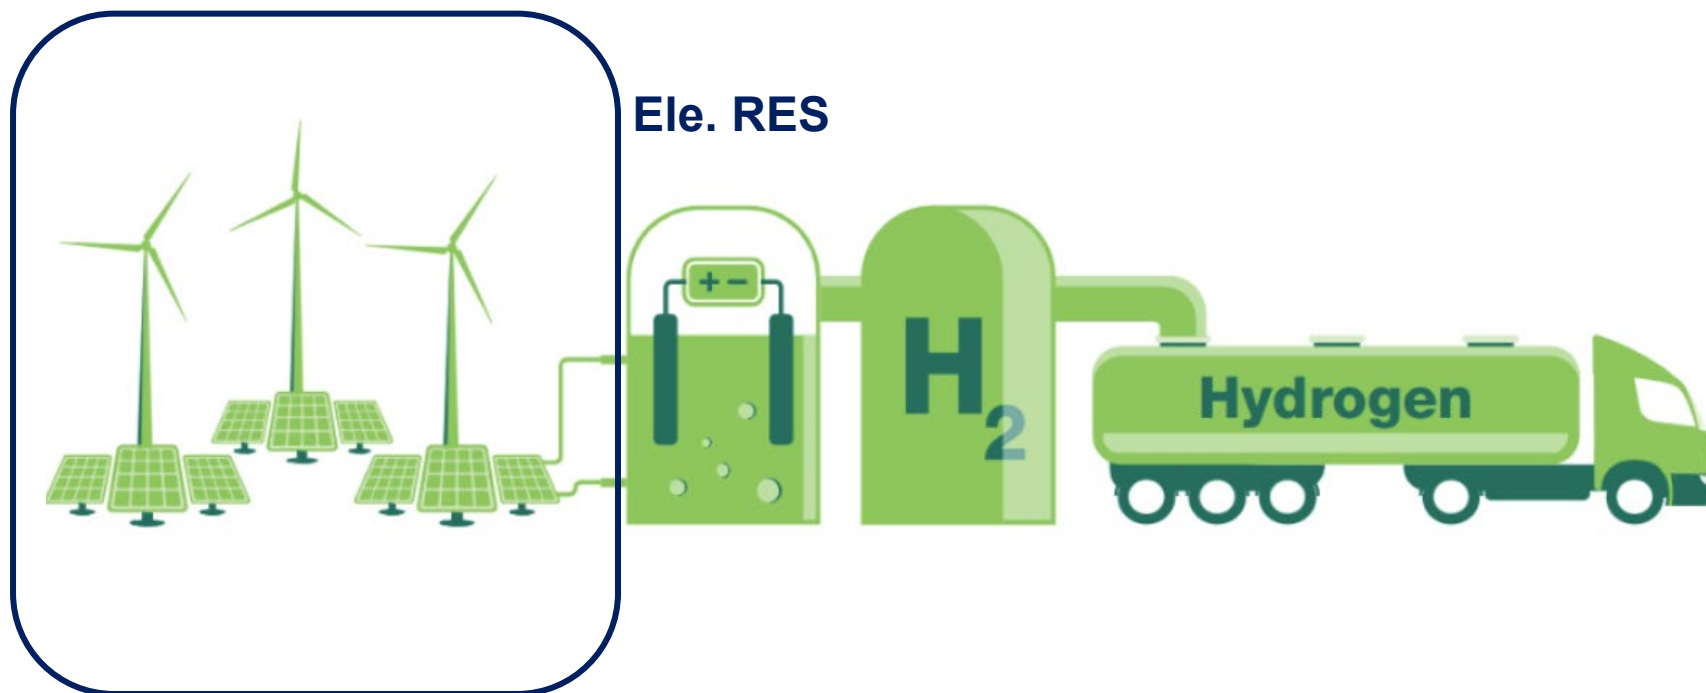 Ele. RES
+ -
H2
Hydrogen